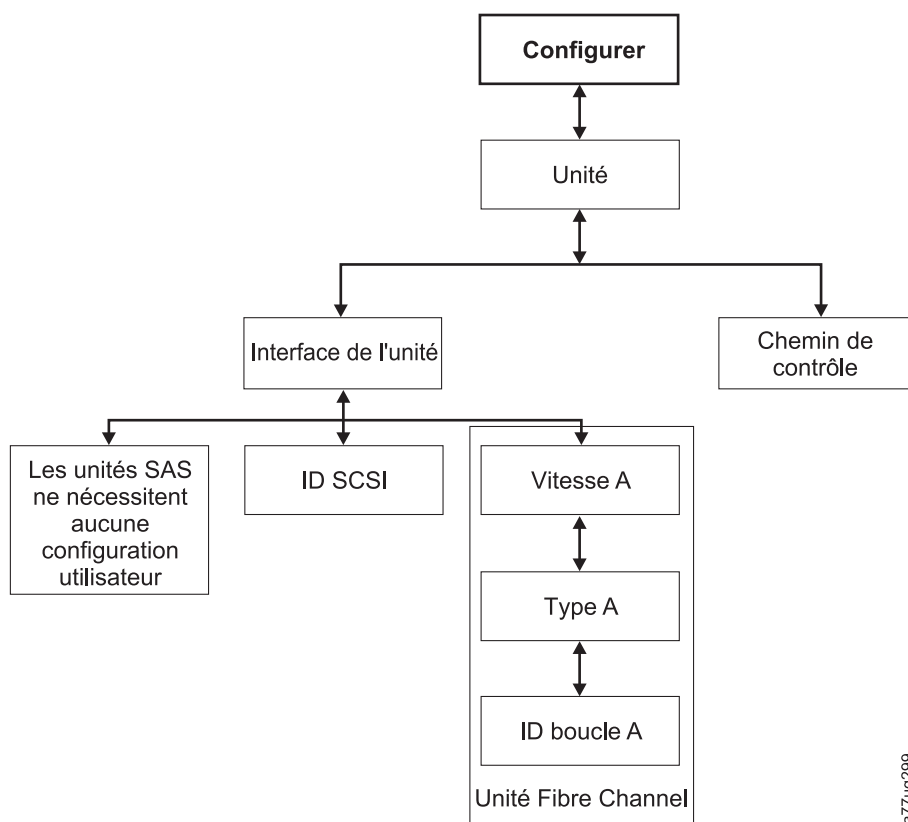 Configurer
Unité
Interface de l'unité
Chemin de
contrôle
Les unités SAS
ne nécessitent
aucune
configuration
utilisateur
ID SCSI
Vitesse A
Type A
ID boucle A
Unité Fibre Channel
a77ug299